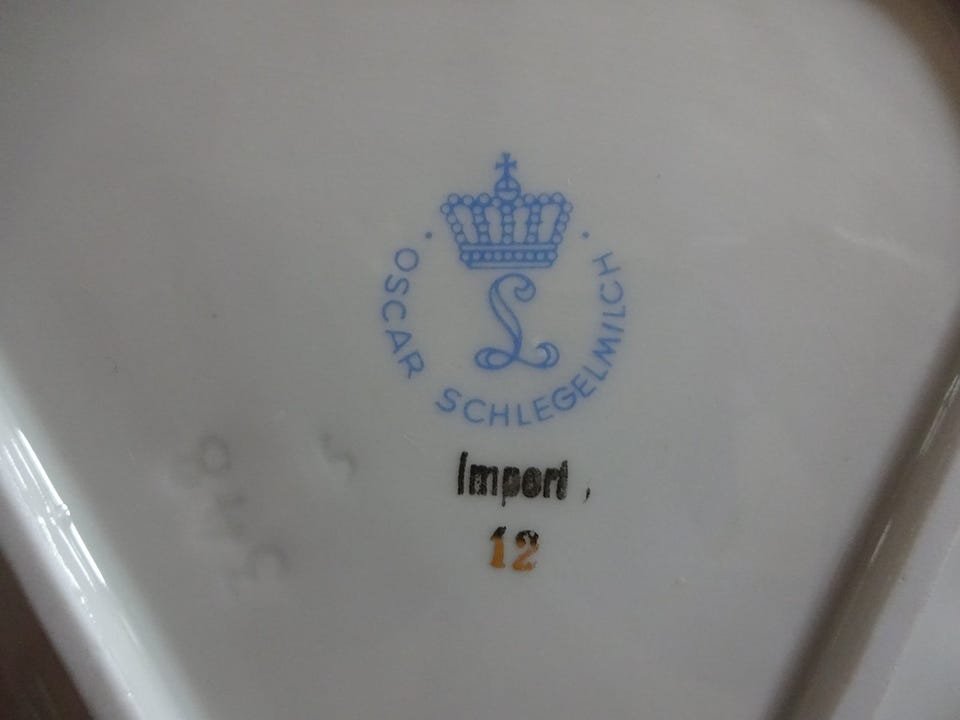 L
OSCAR SCHLEGELMILCH
Import
12